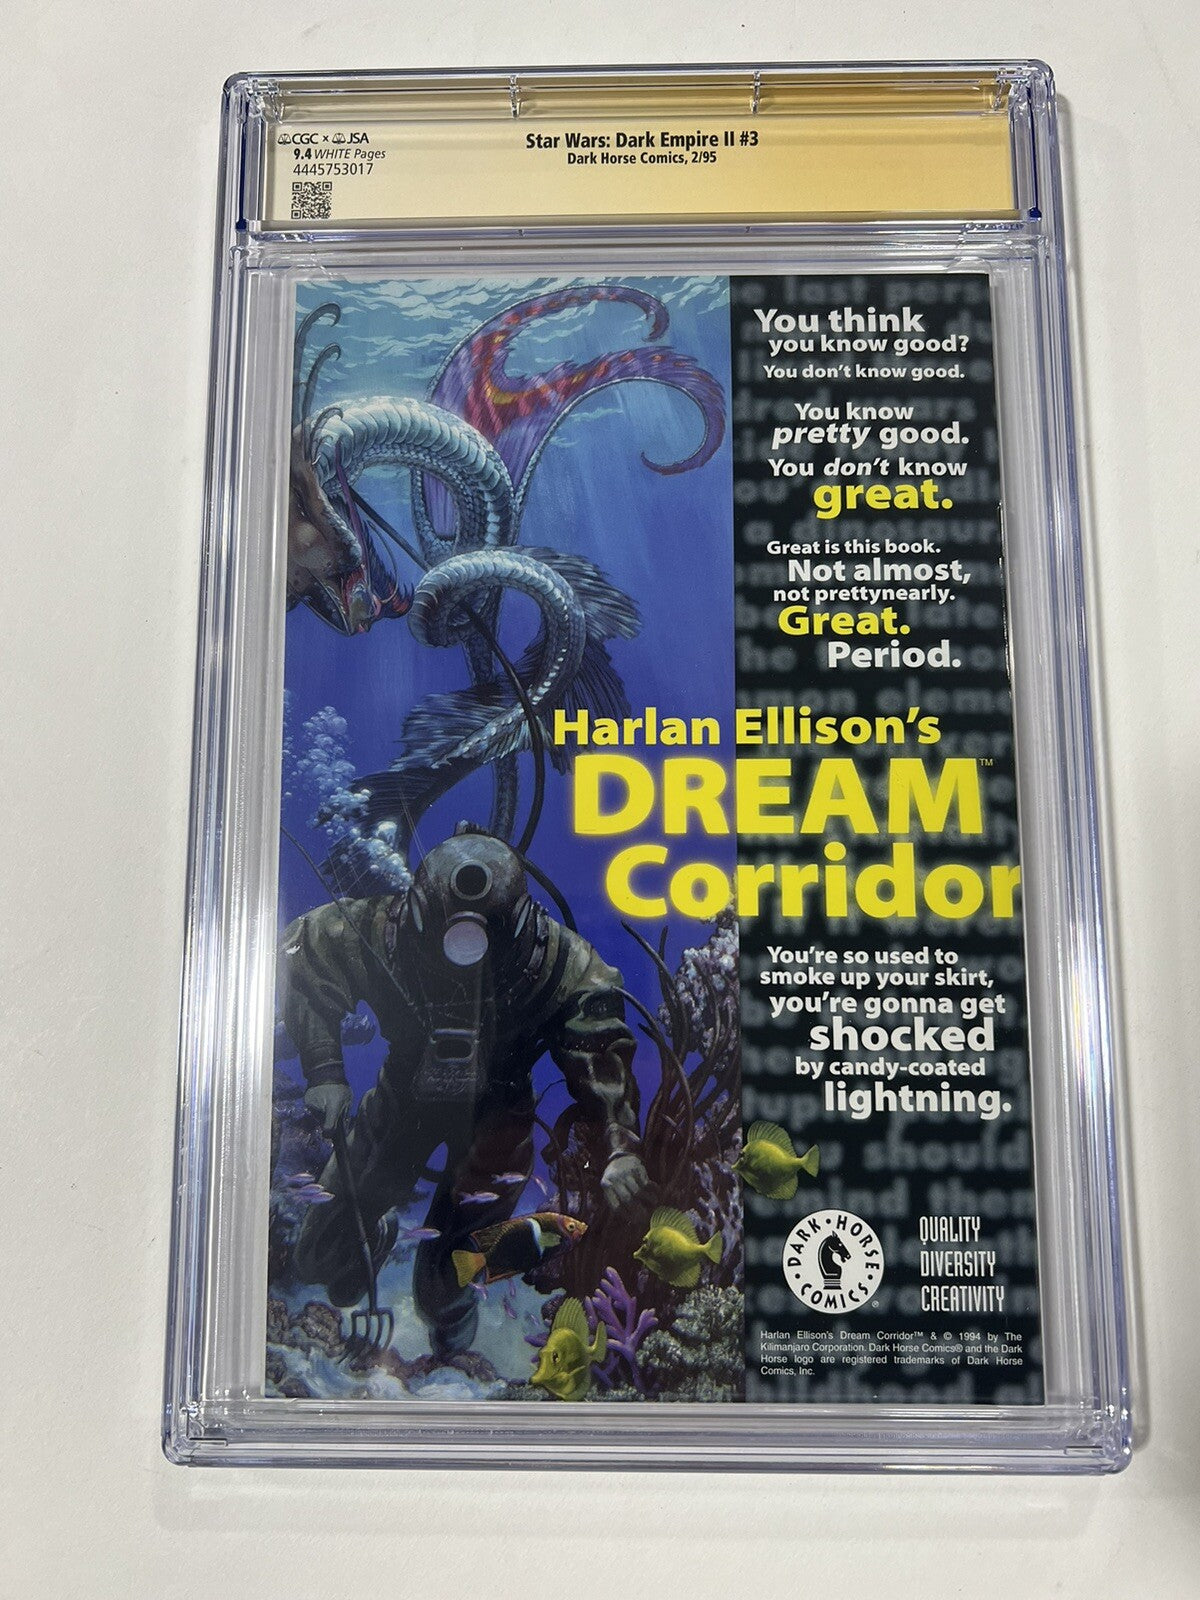 CGC × JSA
9.4 WHITE Pages
4445753017
Star Wars: Dark Empire II #3
Dark Horse Comics, 2/95
You think
you know good?
You don't know good.
You know
pretty good.
You don't know
great.
Great is this book.
Not almost,
not prettynearly.
Great.
Period.
Harlan Ellison's
DREAM™
Corridor
You're so used to
smoke up your skirt,
you're gonna get
shocked
by candy-coated
lightning.
DARK HORSE COMICS ®
QUALITY
DIVERSITY
CREATIVITY
Harlan Ellison's Dream Corridor™ & © 1994 by The
Kilimanjaro Corporation. Dark Horse Comics® and the Dark
Horse logo are registered trademarks of Dark Horse
Comics, Inc.